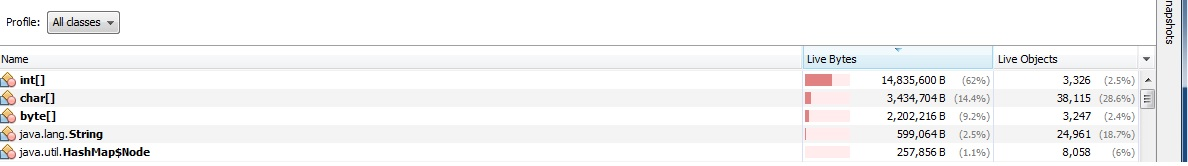 Profile: All classes
napshots
Name Live Bytes Live Objects
int[] 14,835,600 B (62%) 3,326 (2.5%)
char[] 3,434,704 B (14.4%) 38,115 (28.6%)
byte[] 2,202,216 B (9.2%) 3,247 (2.4%)
java.lang.String 599,064 B (2.5%) 24,961 (18.7%)
java.util.HashMap$Node 257,856 B (1.1%) 8,058 (6%)